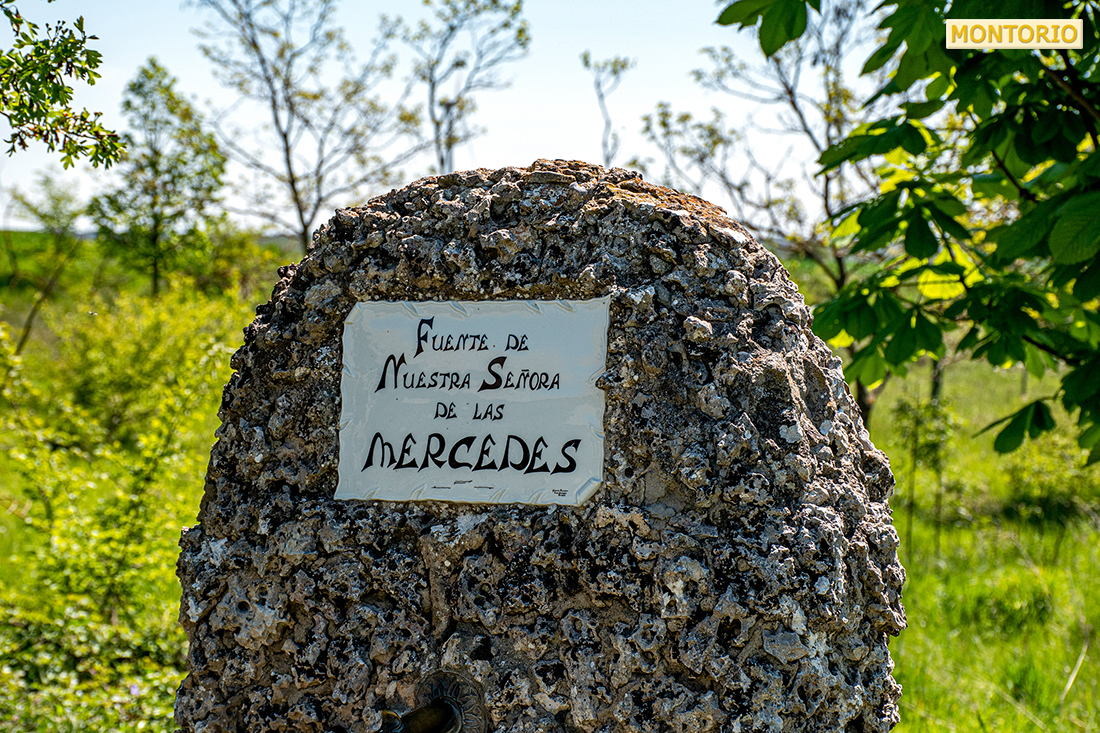 MONTORIO
FUENTE DE
NUESTRA SEÑORA
DE LAS
MERCEDES